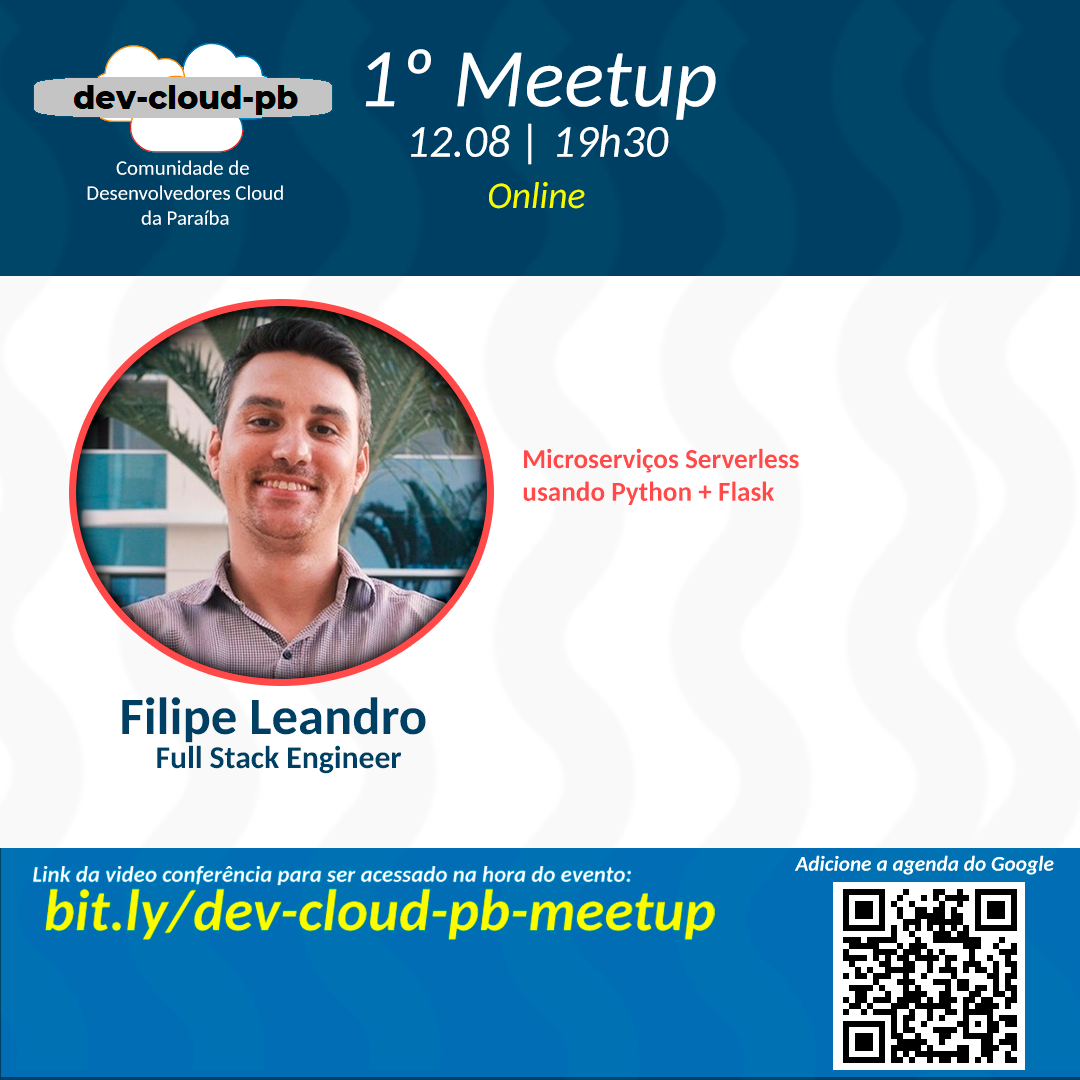 dev-cloud-pb
Comunidade de
Desenvolvedores Cloud
da Paraíba
1º Meetup
12.08 | 19h30
Online
Microserviços Serverless
usando Python + Flask
Filipe Leandro
Full Stack Engineer
Link da video conferência para ser acessado na hora do evento:
bit.ly/dev-cloud-pb-meetup
Adicione a agenda do Google